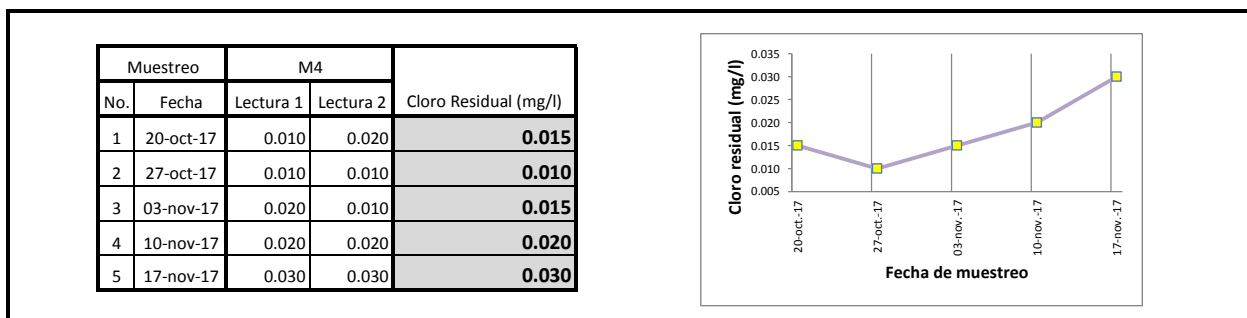 Muestreo M4 Cloro Residual (mg/l)
No. Fecha Lectura 1 Lectura 2
1 20-oct-17 0.010 0.020 0.015
2 27-oct-17 0.010 0.010 0.010
3 03-nov-17 0.020 0.010 0.015
4 10-nov-17 0.020 0.020 0.020
5 17-nov-17 0.030 0.030 0.030
Cloro residual (mg/l)
0.035
0.030
0.025
0.020
0.015
0.010
0.005
20-oct.-17
27-oct.-17
03-nov.-17
10-nov.-17
17-nov.-17
Fecha de muestreo